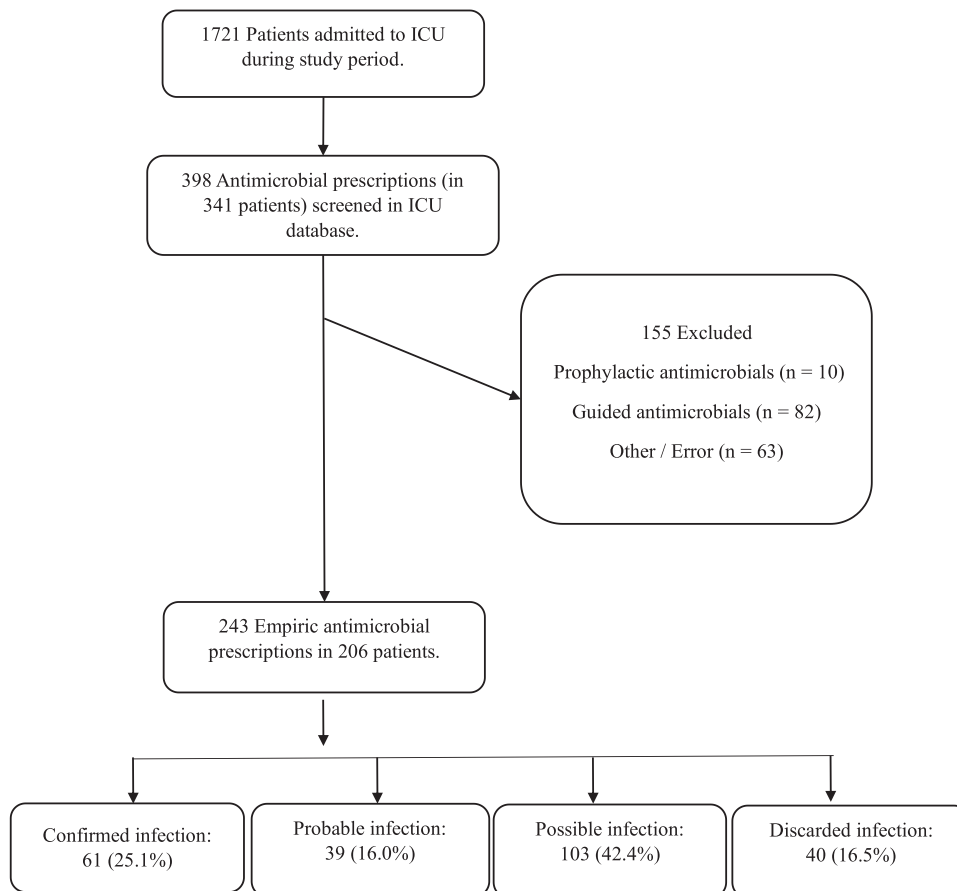 1721 Patients admitted to ICU
during study period.
398 Antimicrobial prescriptions (in
341 patients) screened in ICU
database.
155 Excluded
Prophylactic antimicrobials (n = 10)
Guided antimicrobials (n = 82)
Other / Error (n = 63)
243 Empiric antimicrobial
prescriptions in 206 patients.
Confirmed infection:
61 (25.1%)
Probable infection:
39 (16.0%)
Possible infection:
103 (42.4%)
Discarded infection:
40 (16.5%)